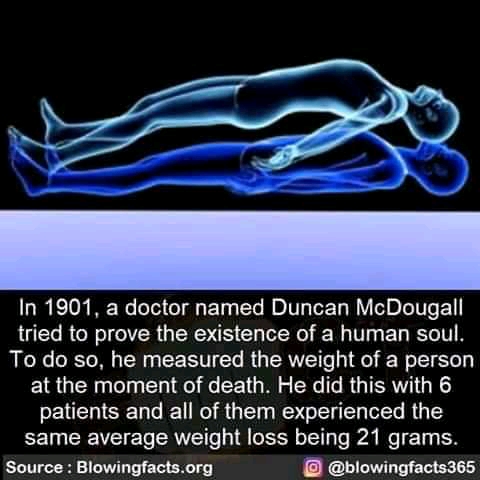 In 1901, a doctor named Duncan McDougall
tried to prove the existence of a human soul.
To do so, he measured the weight of a person
at the moment of death. He did this with 6
patients and all of them experienced the
same average weight loss being 21 grams.
Source : Blowingfacts.org @blowingfacts365